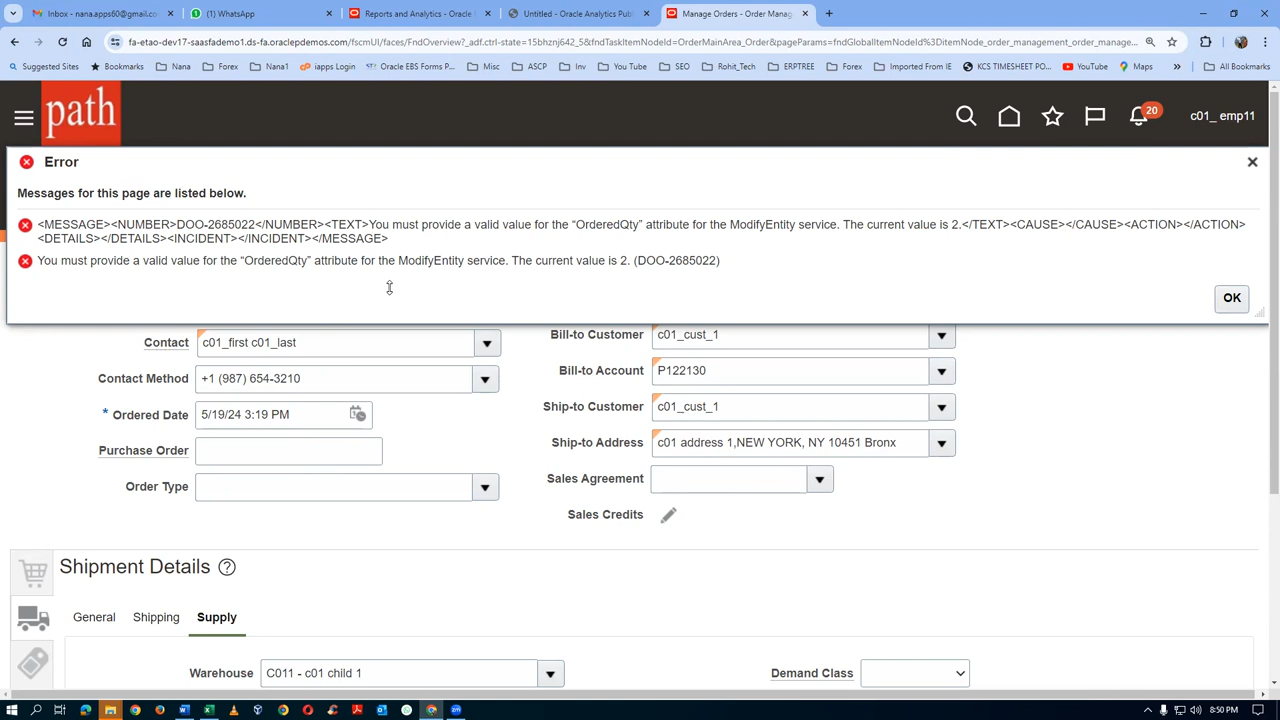 Inbox - nana.apps60@gmail.co
(1) WhatsApp
Reports and Analytics - Oracle
Untitled - Oracle Analytics Pub
Manage Orders - Order Manag
fa-etao-dev17-saasfademo1.ds-fa.oraclepdemos.com/fscmUI/faces/FndOverview?_adf.ctrl-state=15bhznj642_5&fndTaskItemNodeId=OrderMainArea_Order&pageParams=fndGlobalItemNodeId%3DitemNode_order_management_order_manage...
Suggested Sites
Bookmarks
Nana
Forex
Nana1
iapps Login
Oracle EBS Forms P...
Misc
ASCP
Inv
You Tube
SEO
Rohit_Tech
ERPTREE
Forex
Imported From IE
KCS TIMESHEET PO...
YouTube
Maps
All Bookmarks
path
20
c01_ emp11
Error
Messages for this page are listed below.
<MESSAGE><NUMBER>DOO-2685022</NUMBER><TEXT>You must provide a valid value for the “OrderedQty” attribute for the ModifyEntity service. The current value is 2.</TEXT><CAUSE></CAUSE><ACTION></ACTION>
<DETAILS></DETAILS><INCIDENT></INCIDENT></MESSAGE>
You must provide a valid value for the “OrderedQty” attribute for the ModifyEntity service. The current value is 2. (DOO-2685022)
OK
Contact c01_first c01_last
Bill-to Customer c01_cust_1
Contact Method +1 (987) 654-3210
Bill-to Account P122130
* Ordered Date 5/19/24 3:19 PM
Ship-to Customer c01_cust_1
Purchase Order
Ship-to Address c01 address 1,NEW YORK, NY 10451 Bronx
Order Type
Sales Agreement
Sales Credits
Shipment Details ?
General Shipping Supply
Warehouse C011 - c01 child 1
Demand Class
8:50 PM